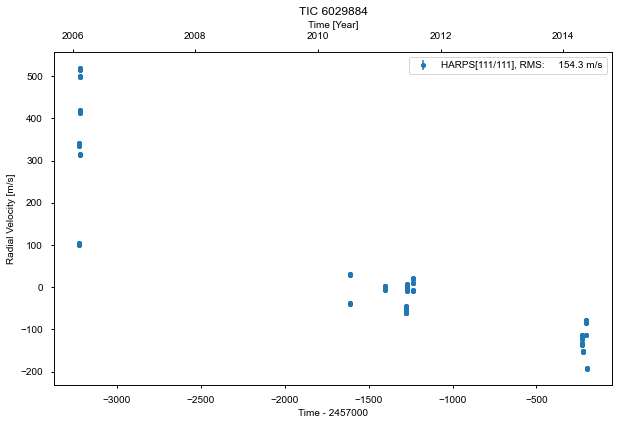 TIC 6029884
Time [Year]
2006 2008 2010 2012 2014
HARPS[111/111], RMS: 154.3 m/s
Radial Velocity [m/s]
500
400
300
200
100
0
−100
−200
−3000 −2500 −2000 −1500 −1000 −500
Time - 2457000